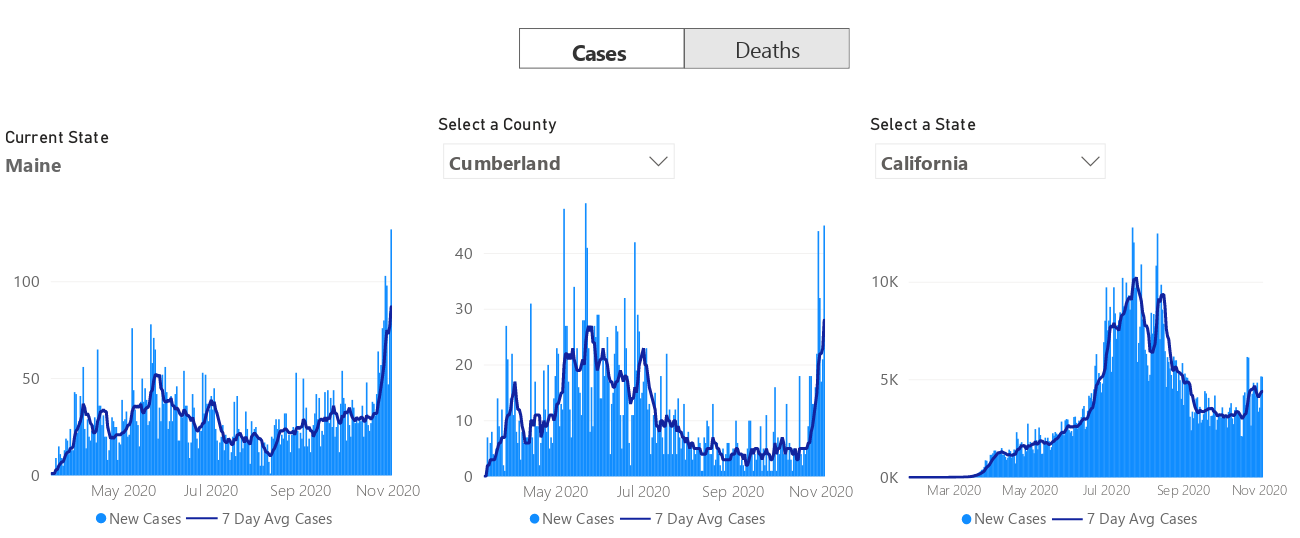 Cases
Deaths
Current State
Maine
Select a County
Cumberland
Select a State
California
100
50
0
May 2020 Jul 2020 Sep 2020 Nov 2020
New Cases 7 Day Avg Cases
40
30
20
10
0
May 2020 Jul 2020 Sep 2020 Nov 2020
New Cases 7 Day Avg Cases
10K
5K
0K
Mar 2020 May 2020 Jul 2020 Sep 2020 Nov 2020
New Cases 7 Day Avg Cases